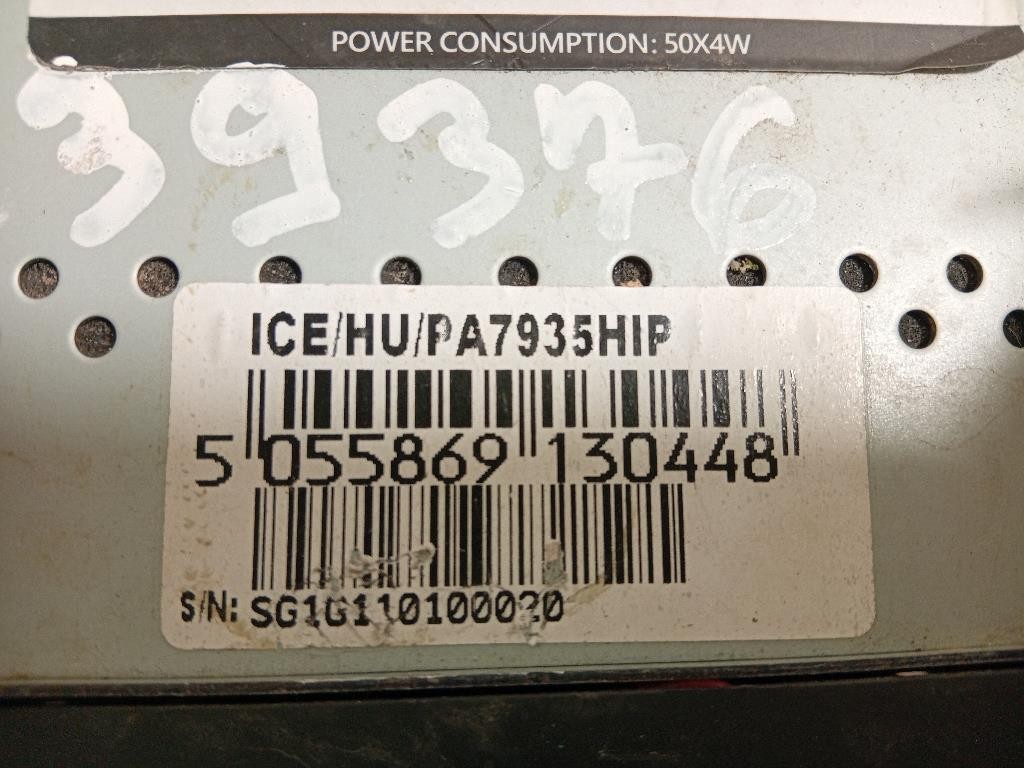 POWER CONSUMPTION: 50X4W
39376
ICE/HU/PA7935HIP
5 055869 130448
S/N: SG1G110100020